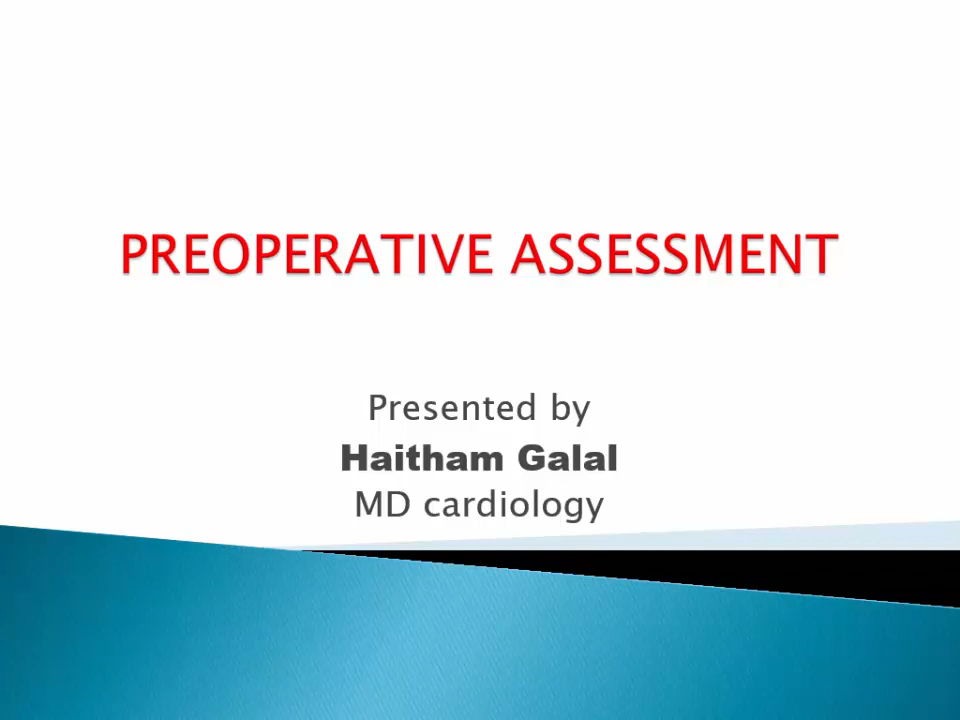 PREOPERATIVE ASSESSMENT
Presented by
Haitham Galal
MD cardiology